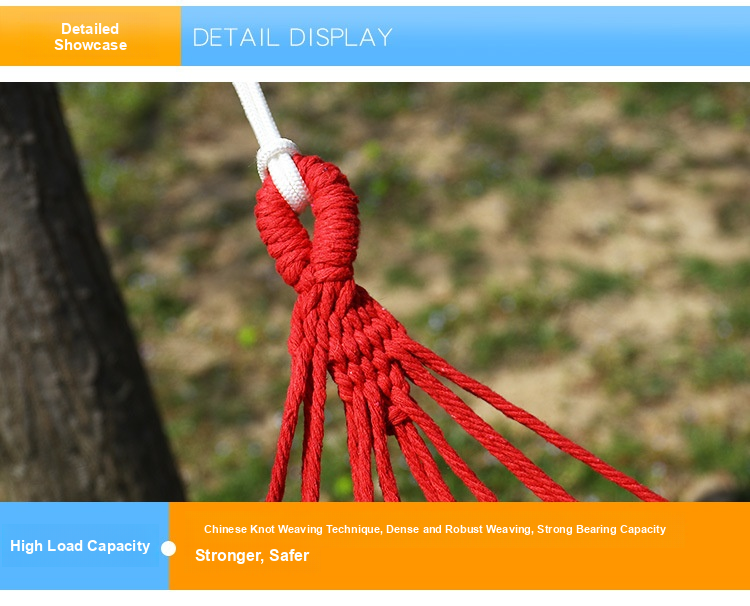 Detailed
Showcase
DETAIL DISPLAY
Chinese Knot Weaving Technique, Dense and Robust Weaving, Strong Bearing Capacity
High Load Capacity
Stronger, Safer